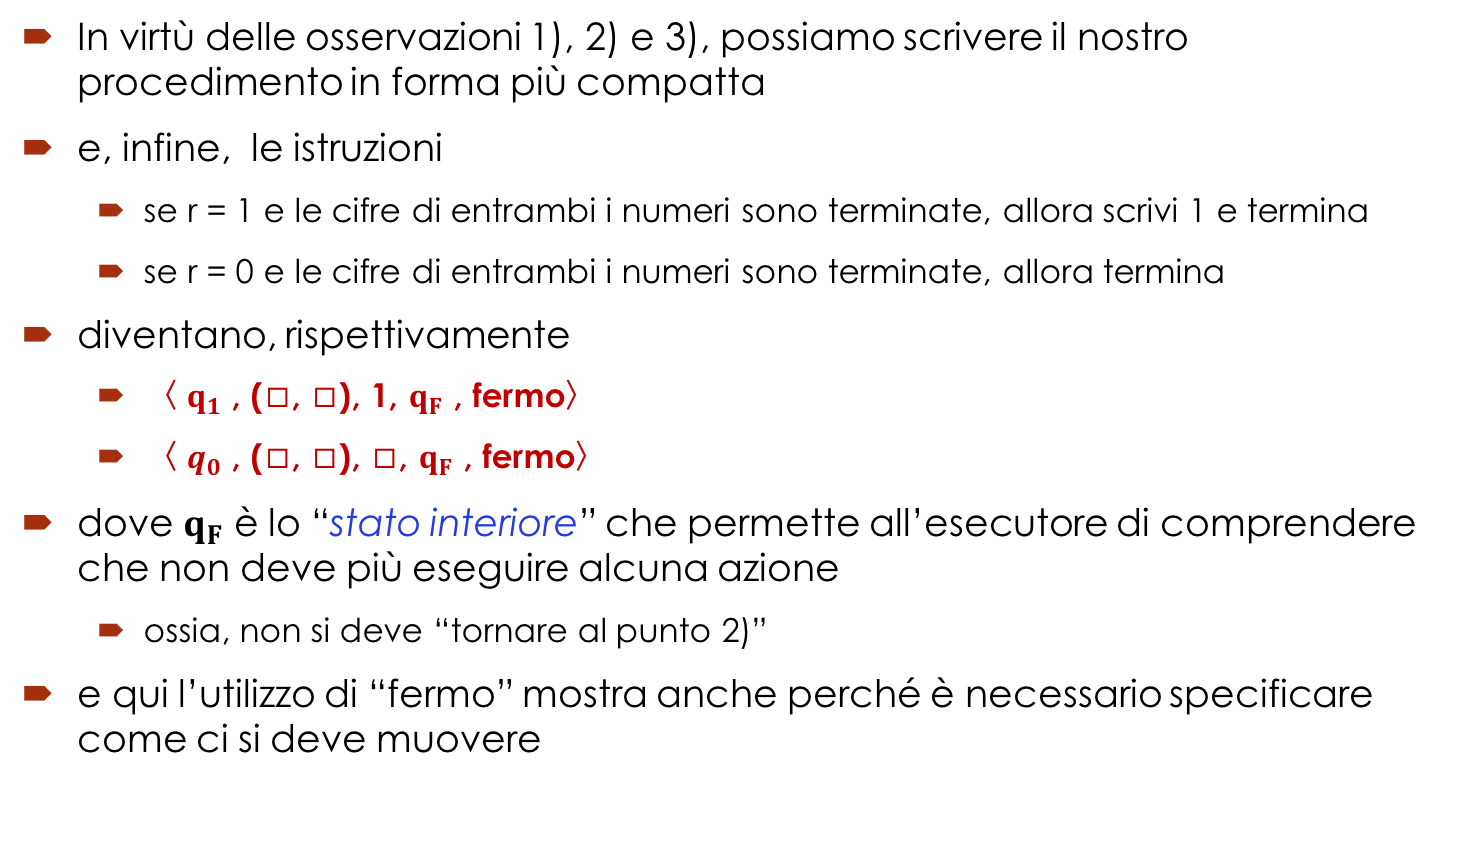 In virtù delle osservazioni 1), 2) e 3), possiamo scrivere il nostro
procedimento in forma più compatta
e, infine, le istruzioni
se r = 1 e le cifre di entrambi i numeri sono terminate, allora scrivi 1 e termina
se r = 0 e le cifre di entrambi i numeri sono terminate, allora termina
diventano, rispettivamente
〈 q₁ , (□, □), 1, q_F , fermo〉
〈 q₀ , (□, □), □, q_F , fermo〉
dove q_F è lo “stato interiore” che permette all’esecutore di comprendere
che non deve più eseguire alcuna azione
ossia, non si deve “tornare al punto 2)”
e qui l’utilizzo di “fermo” mostra anche perché è necessario specificare
come ci si deve muovere